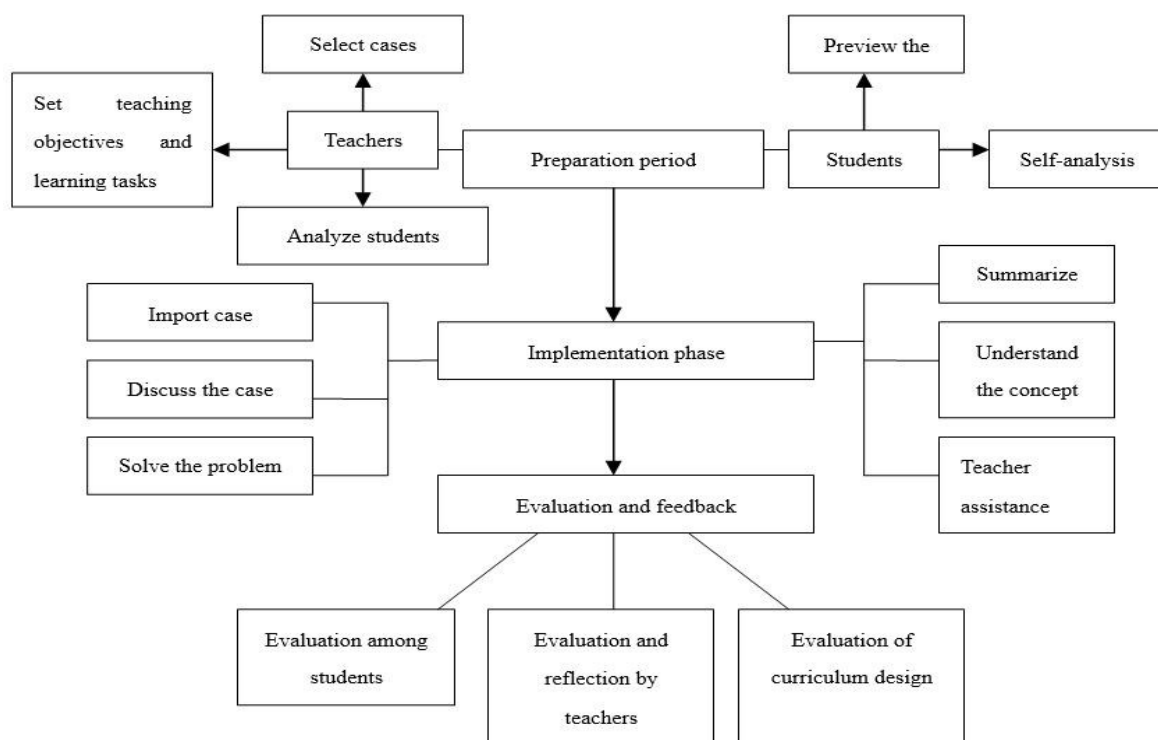 Select cases
Preview the
Set teaching
objectives and
learning tasks
Teachers
Preparation period
Students
Self-analysis
Analyze students
Import case
Discuss the case
Solve the problem
Implementation phase
Summarize
Understand
the concept
Teacher
assistance
Evaluation and feedback
Evaluation among
students
Evaluation and
reflection by
teachers
Evaluation of
curriculum design